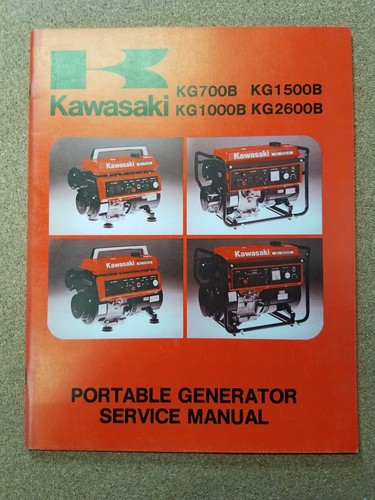 KG700B KG1500B
Kawasaki KG1000B KG2600B
Kawasaki
Kawasaki
Kawasaki
Kawasaki
PORTABLE GENERATOR
SERVICE MANUAL